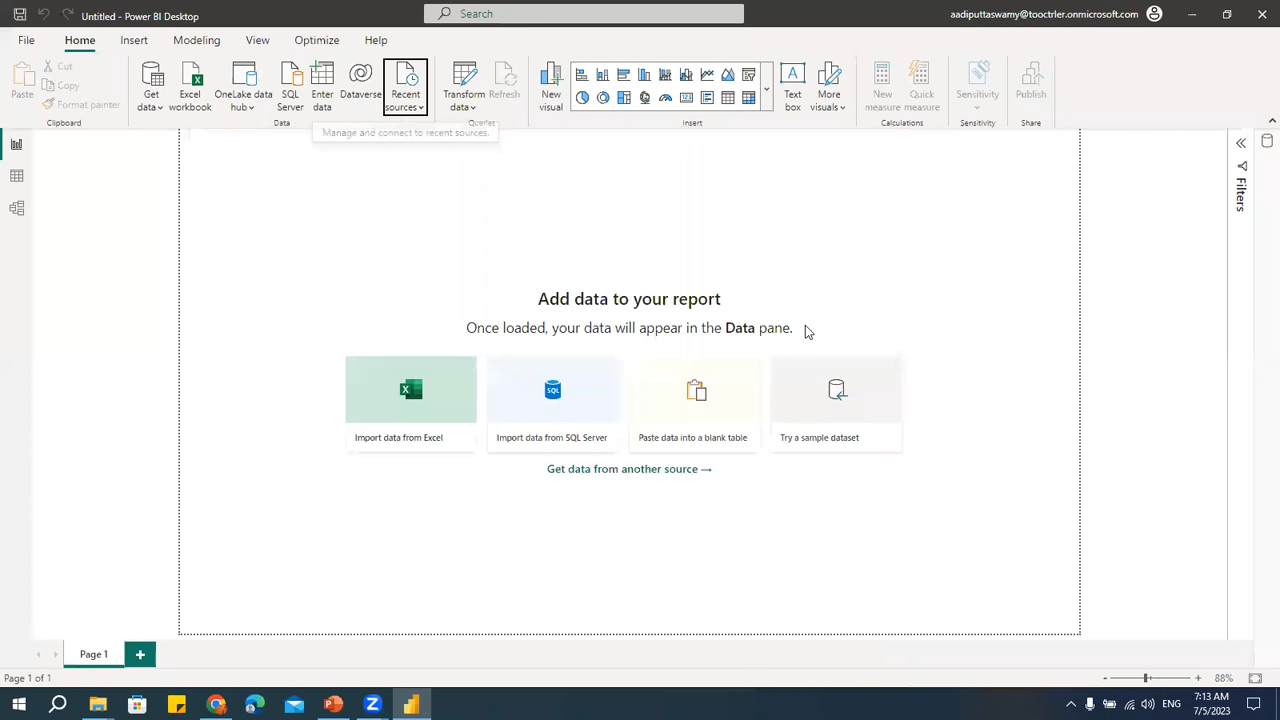 Untitled - Power BI Desktop
Search
aadiputtaswamy@tooctrler.onmicrosoft.com
File Home Insert Modeling View Optimize Help
Paste
Cut
Copy
Format painter
Clipboard
Get data
Excel workbook
OneLake data hub
SQL Server
Enter data
Dataverse
Recent sources
Data
Transform data
Refresh
Queries
New visual
Text box
More visuals
Insert
New measure
Quick measure
Calculations
Sensitivity
Sensitivity
Publish
Share
Manage and connect to recent sources.
Filters
Add data to your report
Once loaded, your data will appear in the Data pane.
SQL
Import data from Excel
Import data from SQL Server
Paste data into a blank table
Try a sample dataset
Get data from another source →
Page 1
Page 1 of 1
88%
ENG
7:13 AM
7/5/2023